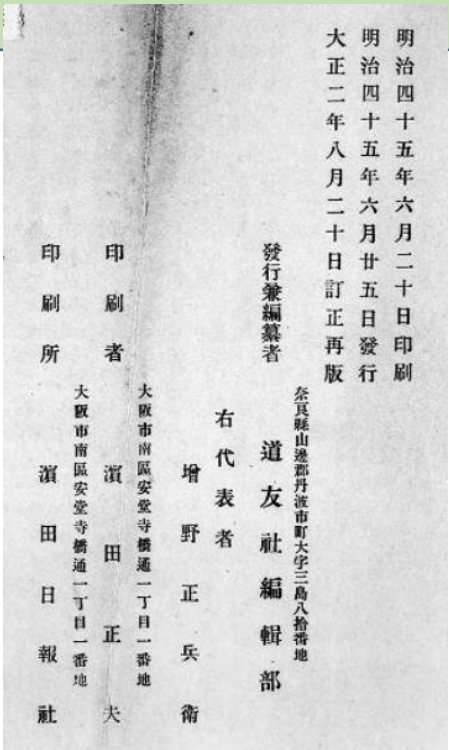 明治四十五年六月二十日印刷
明治四十五年六月廿五日發行
大正二年八月二十日訂正再版
奈良縣山邊郡丹波市町大字三島八拾番地
發行兼編纂者　道友社編輯部
右代表者
增野正兵衞
大阪市南區安堂寺橋通一丁目一番地
印刷者　濵田正夫
大阪市南區安堂寺橋通一丁目一番地
印刷所　濵田日報社